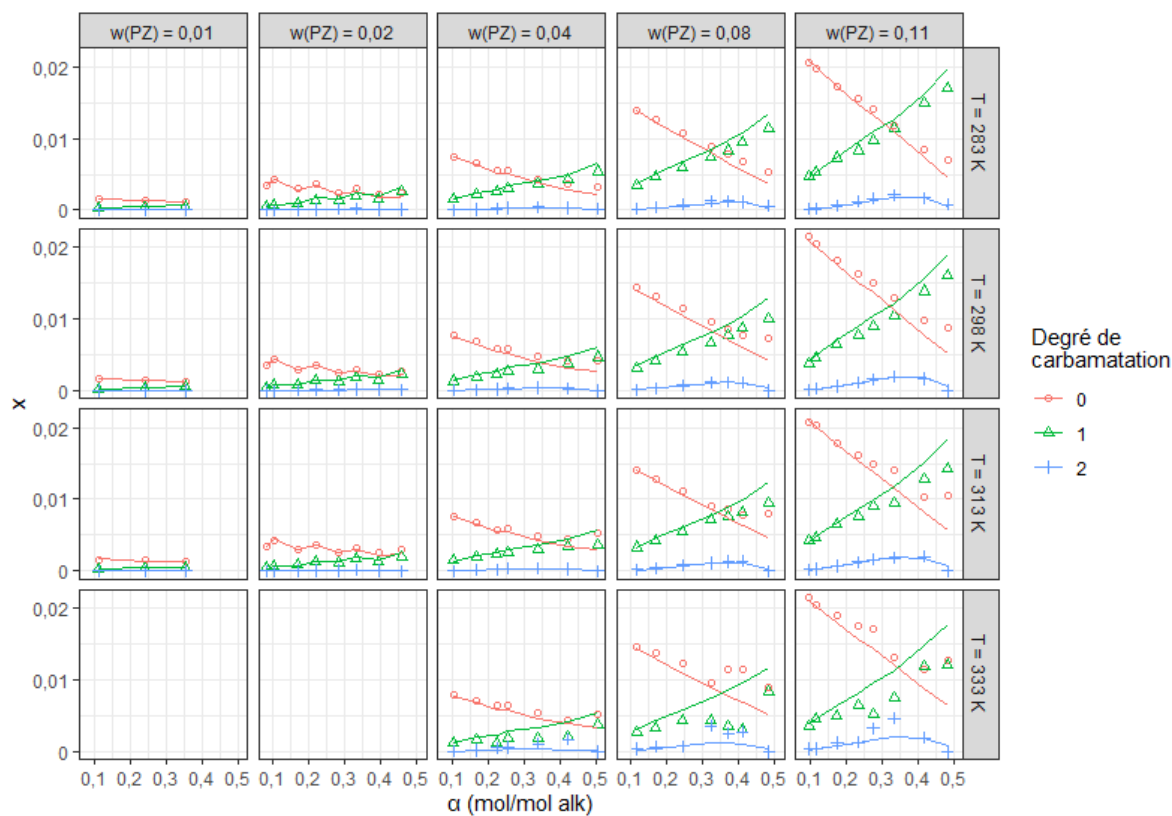 w(PZ) = 0,01 w(PZ) = 0,02 w(PZ) = 0,04 w(PZ) = 0,08 w(PZ) = 0,11
0,02
0,01
0
T = 283 K
0,02
0,01
0
T = 298 K
0,02
0,01
0
T = 313 K
0,02
0,01
0
T = 333 K
x
0,1 0,2 0,3 0,4 0,5 0,1 0,2 0,3 0,4 0,5 0,1 0,2 0,3 0,4 0,5 0,1 0,2 0,3 0,4 0,5 0,1 0,2 0,3 0,4 0,5
α (mol/mol alk)
Degré de
carbamatation
0
1
2